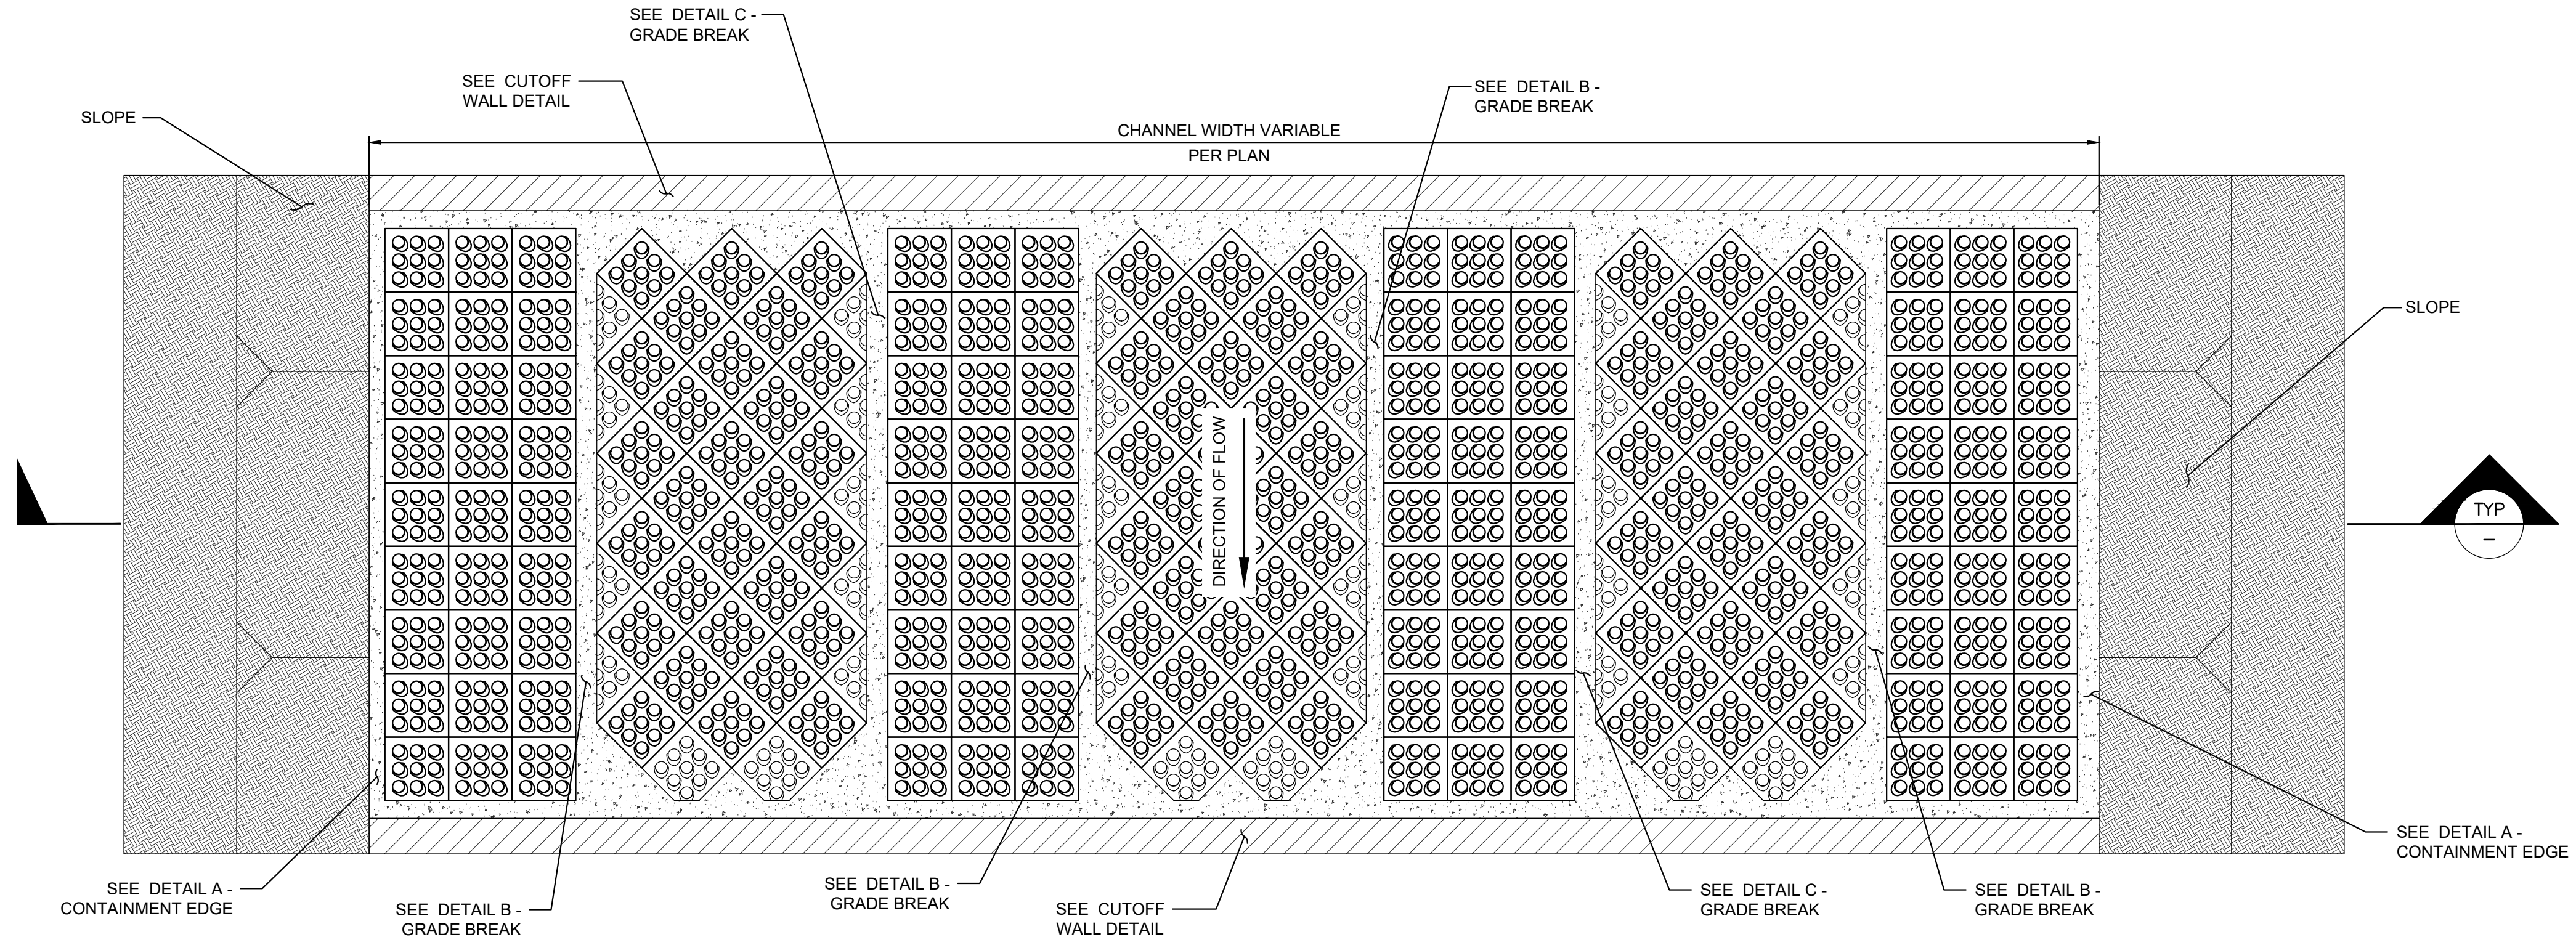 SEE DETAIL C -
GRADE BREAK
SEE CUTOFF
WALL DETAIL
SEE DETAIL B -
GRADE BREAK
SLOPE
CHANNEL WIDTH VARIABLE
PER PLAN
SLOPE
DIRECTION OF FLOW
TYP
–
SEE DETAIL A -
CONTAINMENT EDGE
SEE DETAIL A -
CONTAINMENT EDGE
SEE DETAIL B -
GRADE BREAK
SEE DETAIL B -
GRADE BREAK
SEE CUTOFF
WALL DETAIL
SEE DETAIL C -
GRADE BREAK
SEE DETAIL B -
GRADE BREAK